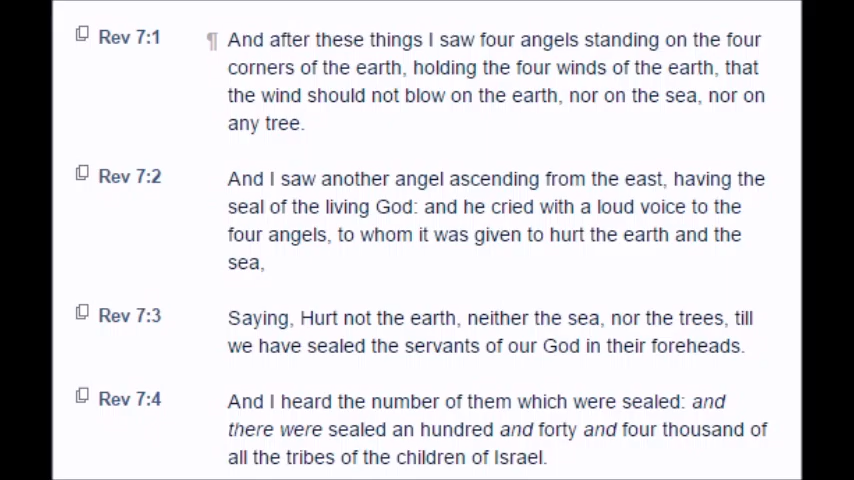 Rev 7:1 ¶ And after these things I saw four angels standing on the four
corners of the earth, holding the four winds of the earth, that
the wind should not blow on the earth, nor on the sea, nor on
any tree.
Rev 7:2 And I saw another angel ascending from the east, having the
seal of the living God: and he cried with a loud voice to the
four angels, to whom it was given to hurt the earth and the
sea,
Rev 7:3 Saying, Hurt not the earth, neither the sea, nor the trees, till
we have sealed the servants of our God in their foreheads.
Rev 7:4 And I heard the number of them which were sealed: and
there were sealed an hundred and forty and four thousand of
all the tribes of the children of Israel.